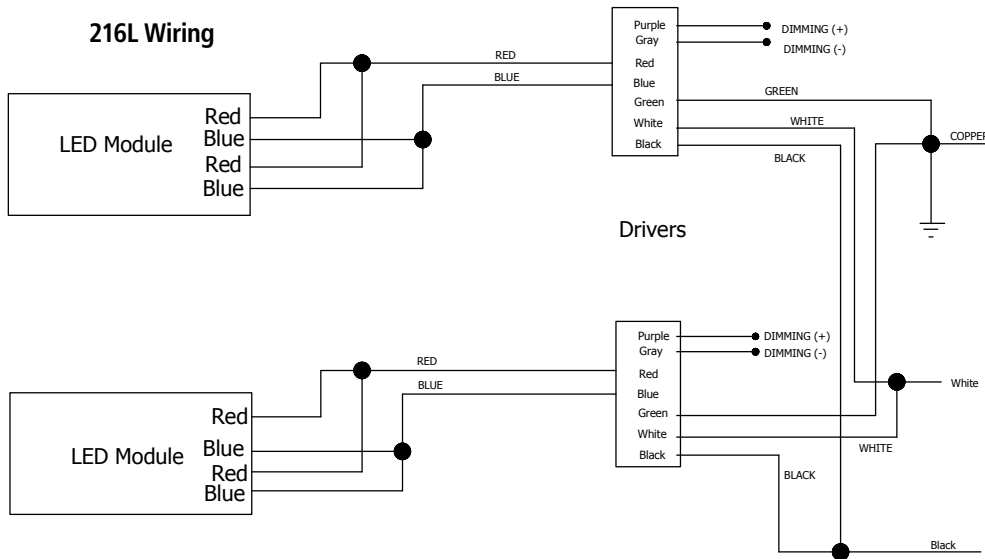 216L Wiring
LED Module
Red
Blue
Red
Blue
RED
BLUE
Purple
Gray
Red
Blue
Green
White
Black
DIMMING (+)
DIMMING (-)
GREEN
WHITE
BLACK
COPPER
Drivers
LED Module
Red
Blue
Red
Blue
RED
BLUE
Purple
Gray
Red
Blue
Green
White
Black
DIMMING (+)
DIMMING (-)
White
WHITE
BLACK
Black